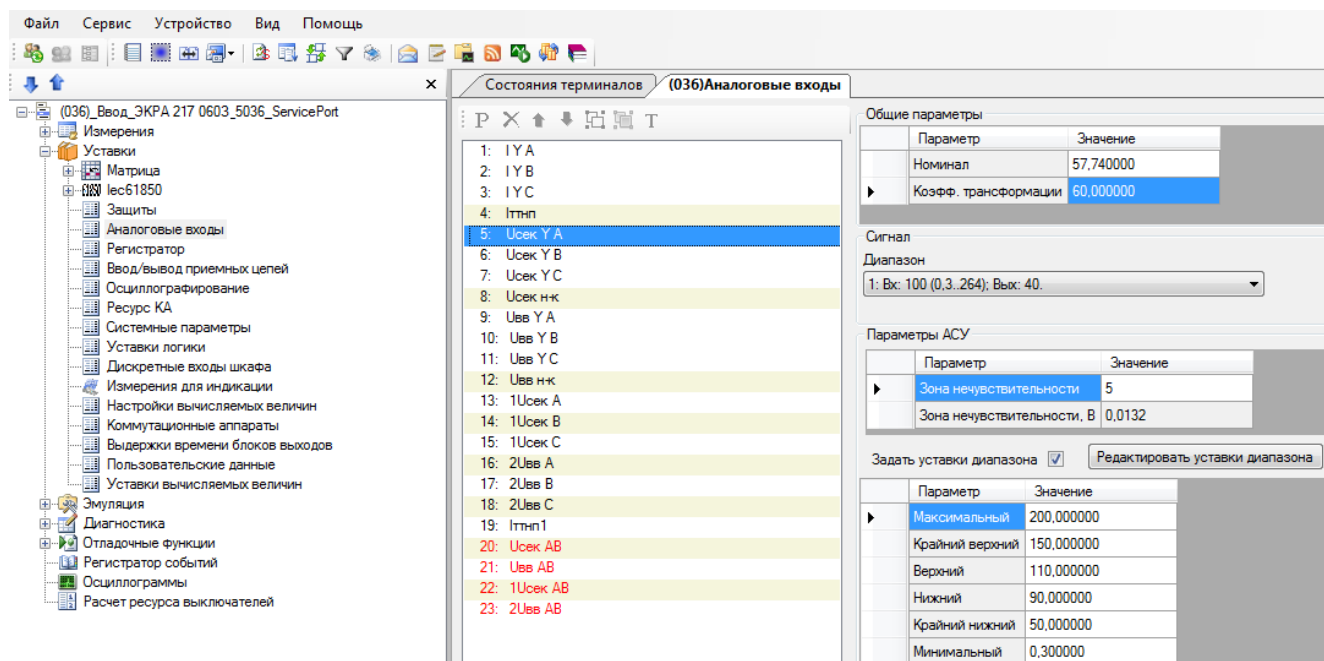 Файл Сервис Устройство Вид Помощь
(036)_Ввод_ЭКРА 217 0603_5036_ServicePort
Измерения
Уставки
Матрица
Iec61850
Защиты
Аналоговые входы
Регистратор
Ввод/вывод приемных цепей
Осциллографирование
Ресурс КА
Системные параметры
Уставки логики
Дискретные входы шкафа
Измерения для индикации
Настройки вычисляемых величин
Коммутационные аппараты
Выдержки времени блоков выходов
Пользовательские данные
Уставки вычисляемых величин
Эмуляция
Диагностика
Отладочные функции
Регистратор событий
Осциллограммы
Расчет ресурса выключателей
Состояния терминалов (036)Аналоговые входы
P T
1: I Y A
2: I Y B
3: I Y C
4: Iттнп
5: Uсек Y A
6: Uсек Y B
7: Uсек Y C
8: Uсек н-к
9: Uвв Y A
10: Uвв Y B
11: Uвв Y C
12: Uвв н-к
13: 1Uсек A
14: 1Uсек B
15: 1Uсек C
16: 2Uвв A
17: 2Uвв B
18: 2Uвв C
19: Iттнп1
20: Uсек AB
21: Uвв AB
22: 1Uсек AB
23: 2Uвв AB
Общие параметры
Параметр Значение
Номинал 57,740000
Коэфф. трансформации 60,000000
Сигнал
Диапазон
1: Вх: 100 (0,3..264); Вых: 40.
Параметры АСУ
Параметр Значение
Зона нечувствительности 5
Зона нечувствительности, В 0,0132
Задать уставки диапазона Редактировать уставки диапазона
Параметр Значение
Максимальный 200,000000
Крайний верхний 150,000000
Верхний 110,000000
Нижний 90,000000
Крайний нижний 50,000000
Минимальный 0,300000